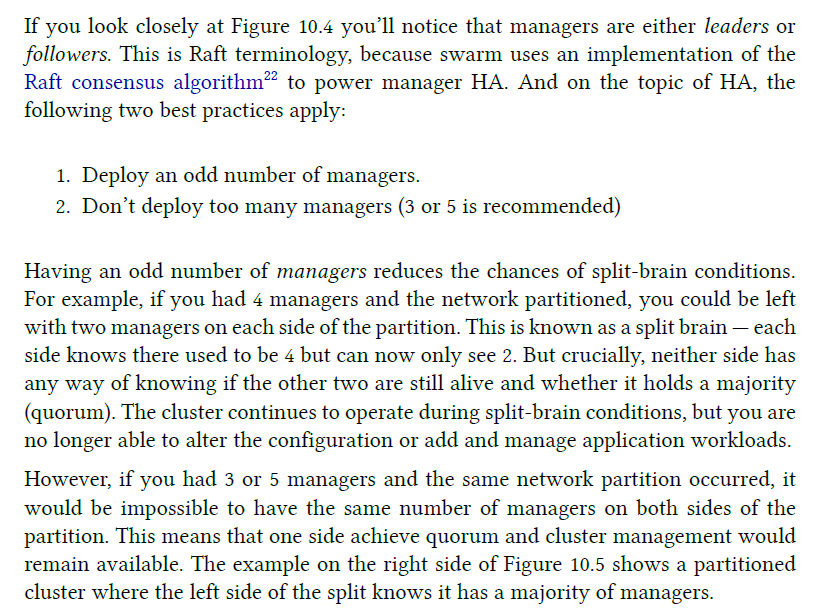 If you look closely at Figure 10.4 you’ll notice that managers are either leaders or
followers. This is Raft terminology, because swarm uses an implementation of the
Raft consensus algorithm²² to power manager HA. And on the topic of HA, the
following two best practices apply:
1. Deploy an odd number of managers.
2. Don’t deploy too many managers (3 or 5 is recommended)
Having an odd number of managers reduces the chances of split-brain conditions.
For example, if you had 4 managers and the network partitioned, you could be left
with two managers on each side of the partition. This is known as a split brain — each
side knows there used to be 4 but can now only see 2. But crucially, neither side has
any way of knowing if the other two are still alive and whether it holds a majority
(quorum). The cluster continues to operate during split-brain conditions, but you are
no longer able to alter the configuration or add and manage application workloads.
However, if you had 3 or 5 managers and the same network partition occurred, it
would be impossible to have the same number of managers on both sides of the
partition. This means that one side achieve quorum and cluster management would
remain available. The example on the right side of Figure 10.5 shows a partitioned
cluster where the left side of the split knows it has a majority of managers.